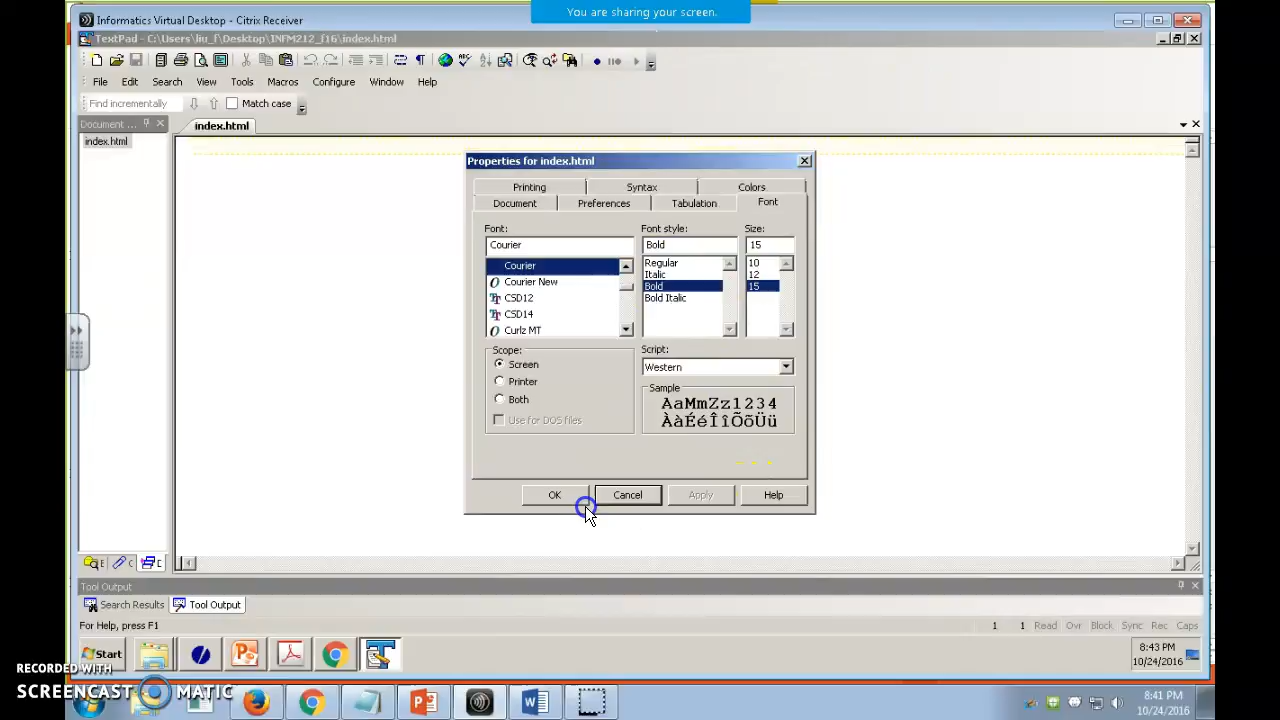 You are sharing your screen.
Informatics Virtual Desktop - Citrix Receiver
TextPad - C:\Users\liu_f\Desktop\INFM212_f16\index.html
File Edit Search View Tools Macros Configure Window Help
Find incrementally Match case
Document ... index.html
index.html
Properties for index.html
Printing Syntax Colors
Document Preferences Tabulation Font
Font: Font style: Size:
Courier Bold 15
Courier Regular 10
Courier New Italic 12
CSD12 Bold 15
CSD14 Bold Italic
Curlz MT
Scope: Script:
Screen Western
Printer Sample
Both AaMmZz1234
Use for DOS files ÀàÉéÎîÕõÜü
OK Cancel Apply Help
Tool Output
Search Results Tool Output
For Help, press F1 1 1 Read Ovr Block Sync Rec Caps
Start 8:43 PM
10/24/2016
RECORDED WITH
SCREENCAST MATIC
8:41 PM
10/24/2016